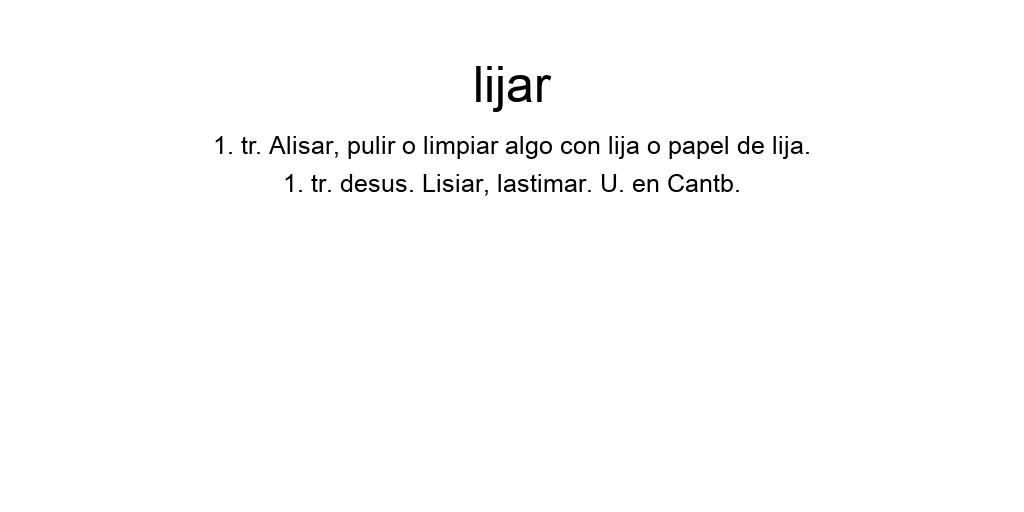 lijar
1. tr. Alisar, pulir o limpiar algo con lija o papel de lija.
1. tr. desus. Lisiar, lastimar. U. en Cantb.